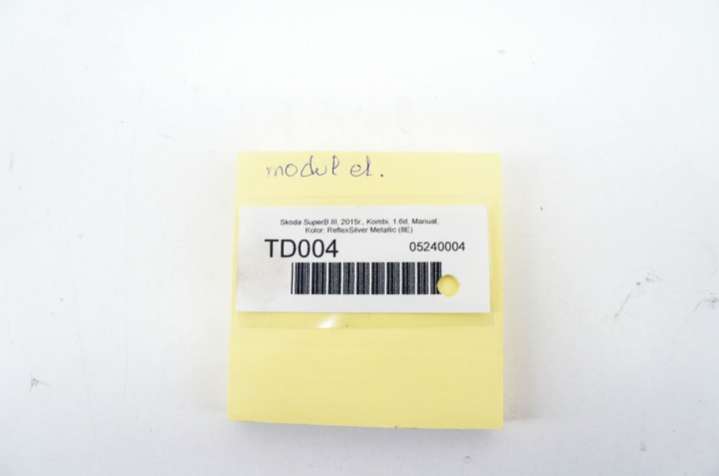 modul el.
Skoda SuperB III, 2015r., Kombi, 1.6d, Manual,
Kolor: ReflexSilver Metallic (8E)
TD004 05240004